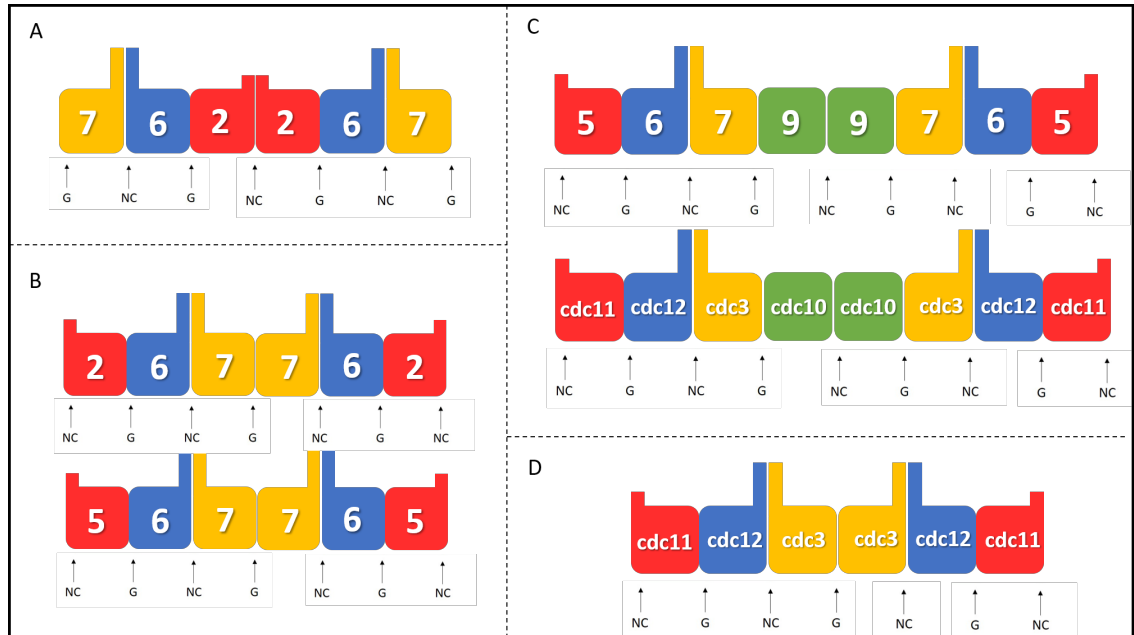 A
7 6 2 2 6 7
G NC G NC G NC G
B
2 6 7 7 6 2
NC G NC G NC G NC
5 6 7 7 6 5
NC G NC G NC G NC
C
5 6 7 9 9 7 6 5
NC G NC G NC G NC G NC
cdc11 cdc12 cdc3 cdc10 cdc10 cdc3 cdc12 cdc11
NC G NC G NC G NC G NC
D
cdc11 cdc12 cdc3 cdc3 cdc12 cdc11
NC G NC G NC G NC